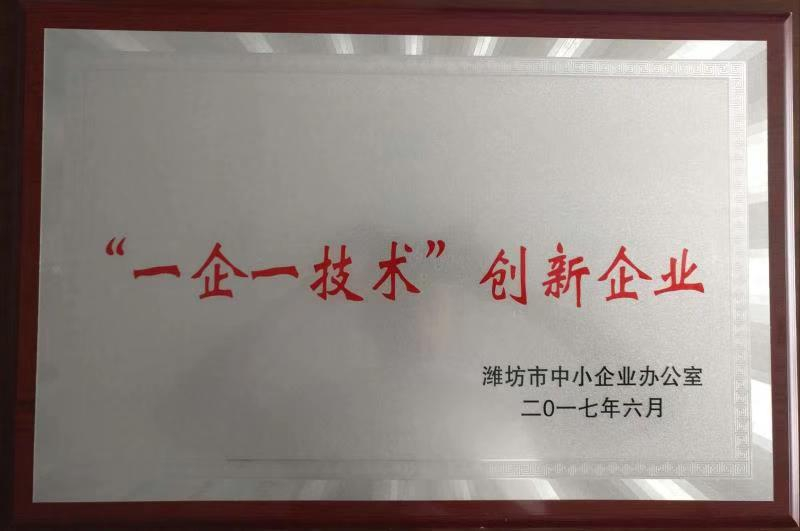 “一企一技术”创新企业
潍坊市中小企业办公室
二0一七年六月